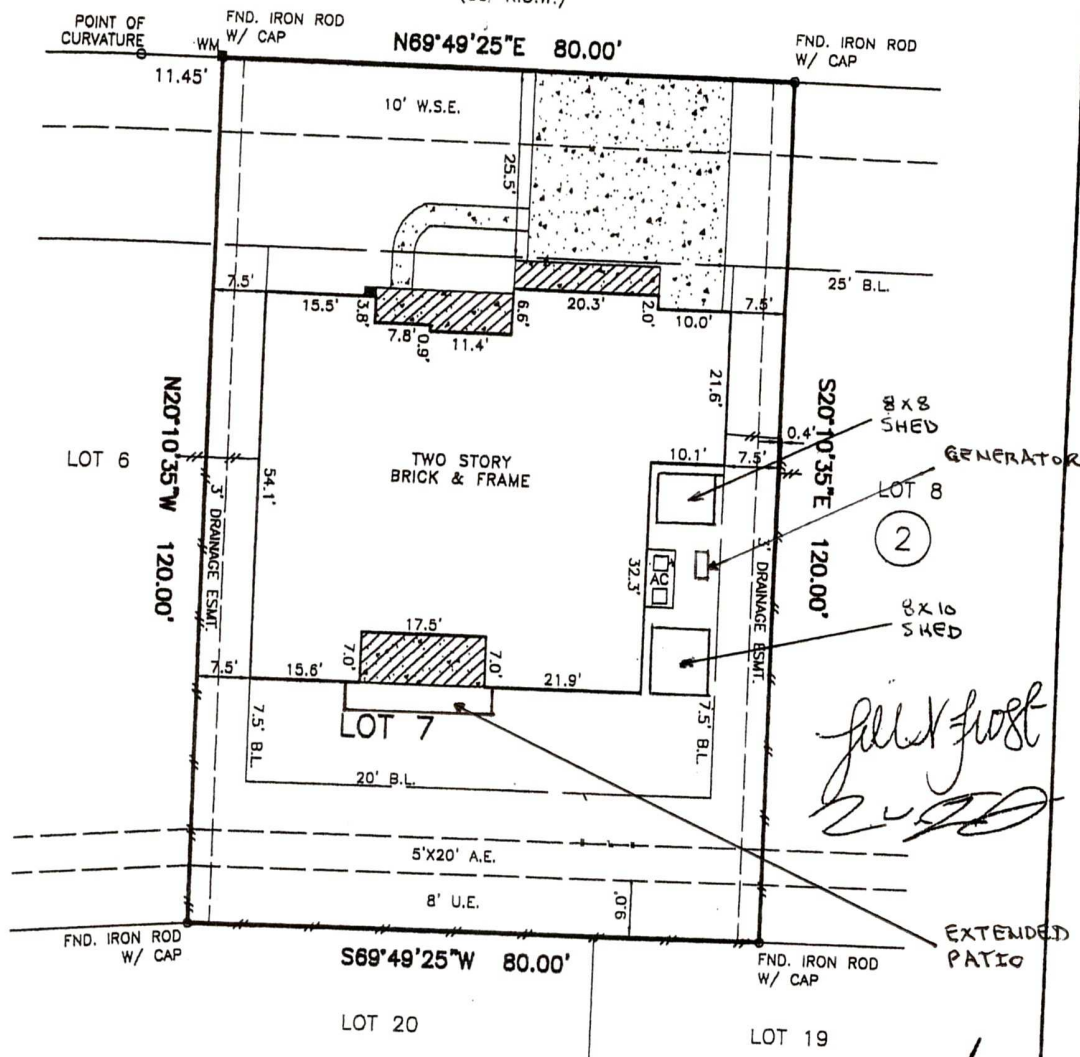 POINT OF
CURVATURE
FND. IRON ROD
W/ CAP
WM
N69°49'25"E 80.00'
FND. IRON ROD
W/ CAP
11.45'
10' W.S.E.
25.5'
25' B.L.
7.5'
15.5'
3.8'
7.8'
0.9'
11.4'
6.6'
20.3'
2.0'
10.0'
7.5'
N20°10'35"W 120.00'
LOT 6
3' DRAINAGE ESMT.
54.1'
TWO STORY
BRICK & FRAME
21.6'
10.1'
7.5'
0.4'
S20°10'35"E 120.00'
8X8
SHED
GENERATOR
LOT 8
2
32.3'
AC
3' DRAINAGE ESMT.
8X10
SHED
17.5'
7.0'
7.0'
7.5'
15.6'
21.9'
LOT 7
7.5' B.L.
7.5' B.L.
20' B.L.
5'X20' A.E.
8' U.E.
9.0'
EXTENDED
PATIO
FND. IRON ROD
W/ CAP
S69°49'25"W 80.00'
FND. IRON ROD
W/ CAP
LOT 20
LOT 19